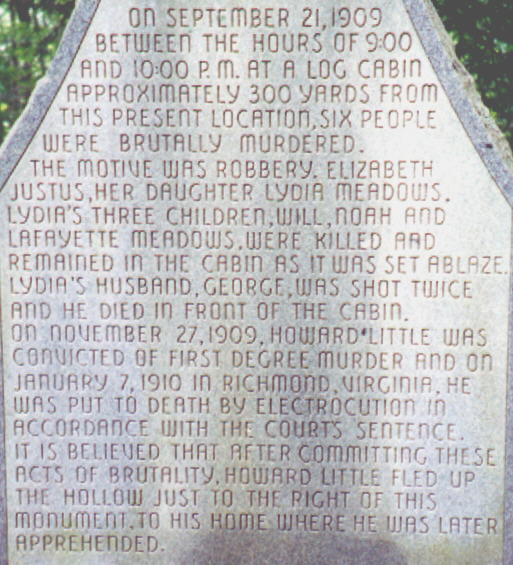 ON SEPTEMBER 21, 1909
BETWEEN THE HOURS OF 9:00
AND 10:00 P.M. AT A LOG CABIN
APPROXIMATELY 300 YARDS FROM
THIS PRESENT LOCATION, SIX PEOPLE
WERE BRUTALLY MURDERED.
THE MOTIVE WAS ROBBERY. ELIZABETH
JUSTUS, HER DAUGHTER LYDIA MEADOWS.
LYDIA'S THREE CHILDREN, WILL, NOAH AND
LAFAYETTE MEADOWS, WERE KILLED AND
REMAINED IN THE CABIN AS IT WAS SET ABLAZE.
LYDIA'S HUSBAND, GEORGE, WAS SHOT TWICE
AND HE DIED IN FRONT OF THE CABIN.
ON NOVEMBER 27, 1909, HOWARD LITTLE WAS
CONVICTED OF FIRST DEGREE MURDER AND ON
JANUARY 7, 1910 IN RICHMOND, VIRGINIA, HE
WAS PUT TO DEATH BY ELECTROCUTION IN
ACCORDANCE WITH THE COURT'S SENTENCE.
IT IS BELIEVED THAT AFTER COMMITTING THESE
ACTS OF BRUTALITY, HOWARD LITTLE FLED UP
THE HOLLOW JUST TO THE RIGHT OF THIS
MONUMENT, TO HIS HOME WHERE HE WAS LATER
APPREHENDED.